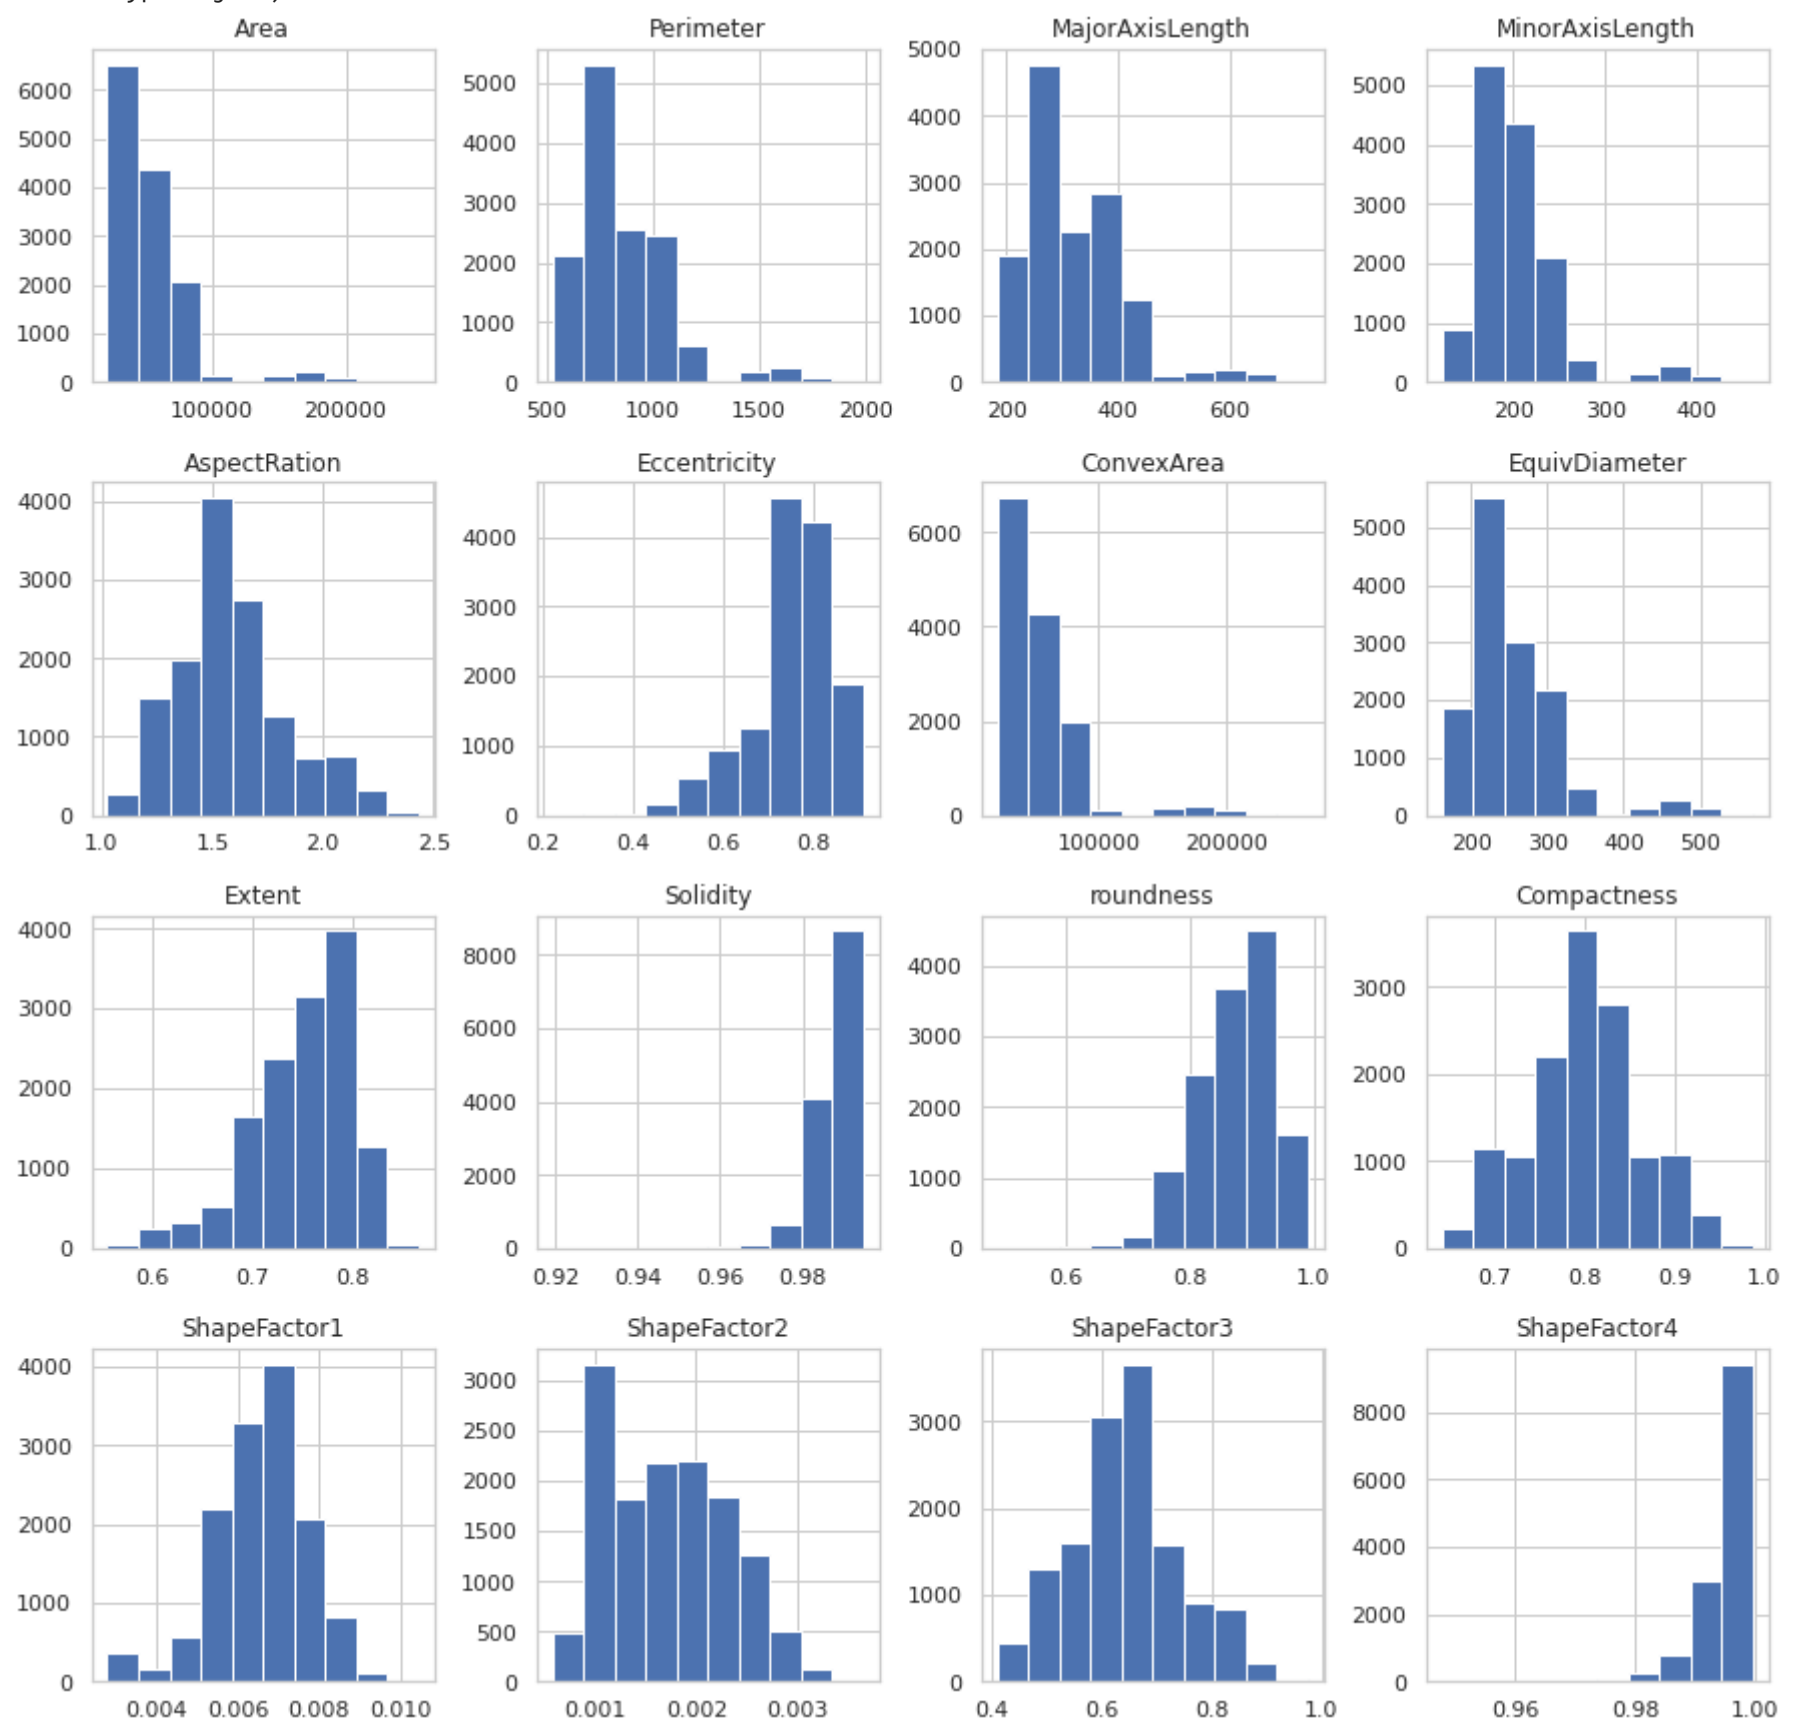 Area Perimeter MajorAxisLength MinorAxisLength
6000 5000 4000 3000 2000 1000 0
100000 200000
5000 4000 3000 2000 1000 0
500 1000 1500 2000
5000 4000 3000 2000 1000 0
200 400 600
5000 4000 3000 2000 1000 0
200 300 400
AspectRation Eccentricity ConvexArea EquivDiameter
4000 3000 2000 1000 0
1.0 1.5 2.0 2.5
4000 3000 2000 1000 0
0.2 0.4 0.6 0.8
6000 4000 2000 0
100000 200000
5000 4000 3000 2000 1000 0
200 300 400 500
Extent Solidity roundness Compactness
4000 3000 2000 1000 0
0.6 0.7 0.8
8000 6000 4000 2000 0
0.92 0.94 0.96 0.98
4000 3000 2000 1000 0
0.6 0.8 1.0
3000 2000 1000 0
0.7 0.8 0.9 1.0
ShapeFactor1 ShapeFactor2 ShapeFactor3 ShapeFactor4
4000 3000 2000 1000 0
0.004 0.006 0.008 0.010
3000 2500 2000 1500 1000 500 0
0.001 0.002 0.003
3000 2000 1000 0
0.4 0.6 0.8 1.0
8000 6000 4000 2000 0
0.96 0.98 1.00